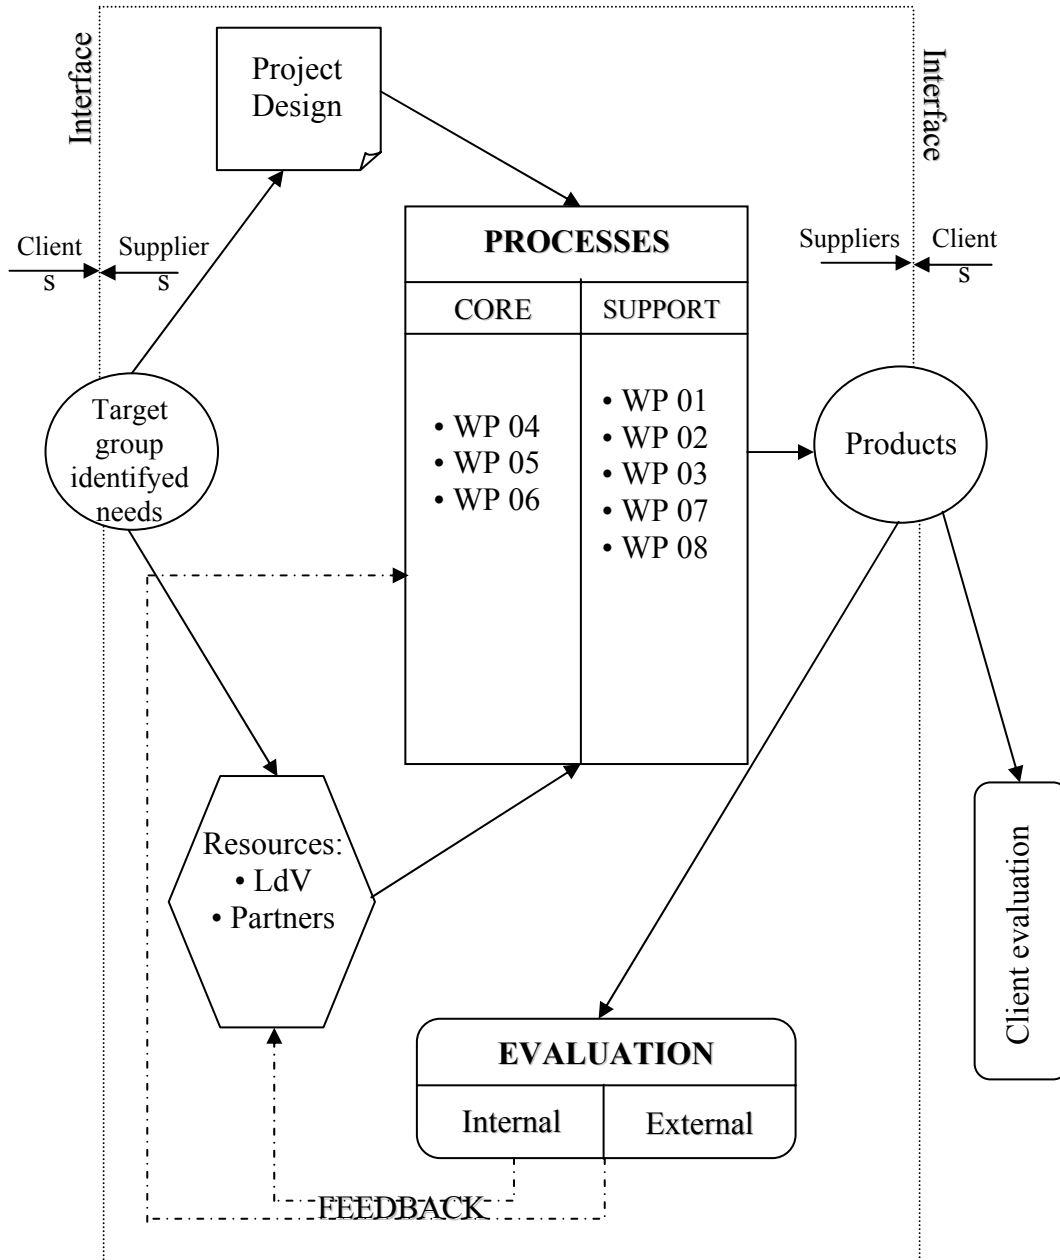 Project
Design
Interface
Interface
Client
s
Supplier
s
Suppliers
Client
s
PROCESSES
CORE
SUPPORT
• WP 04
• WP 05
• WP 06
• WP 01
• WP 02
• WP 03
• WP 07
• WP 08
Target
group
identifyed
needs
Products
Resources:
• LdV
• Partners
Client evaluation
EVALUATION
Internal
External
FEEDBACK